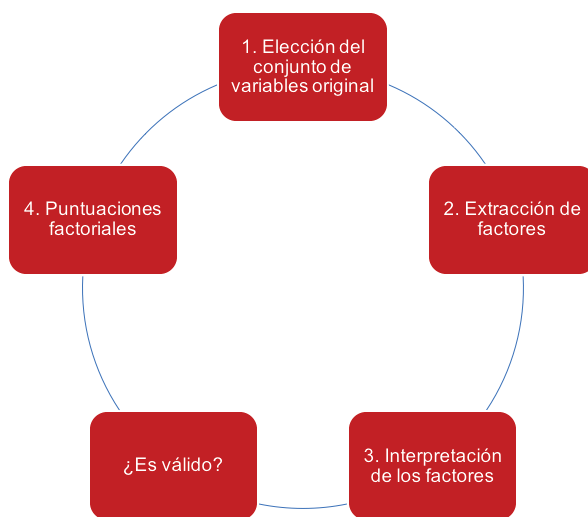 1. Elección del
conjunto de
variables original
2. Extracción de
factores
3. Interpretación
de los factores
¿Es válido?
4. Puntuaciones
factoriales